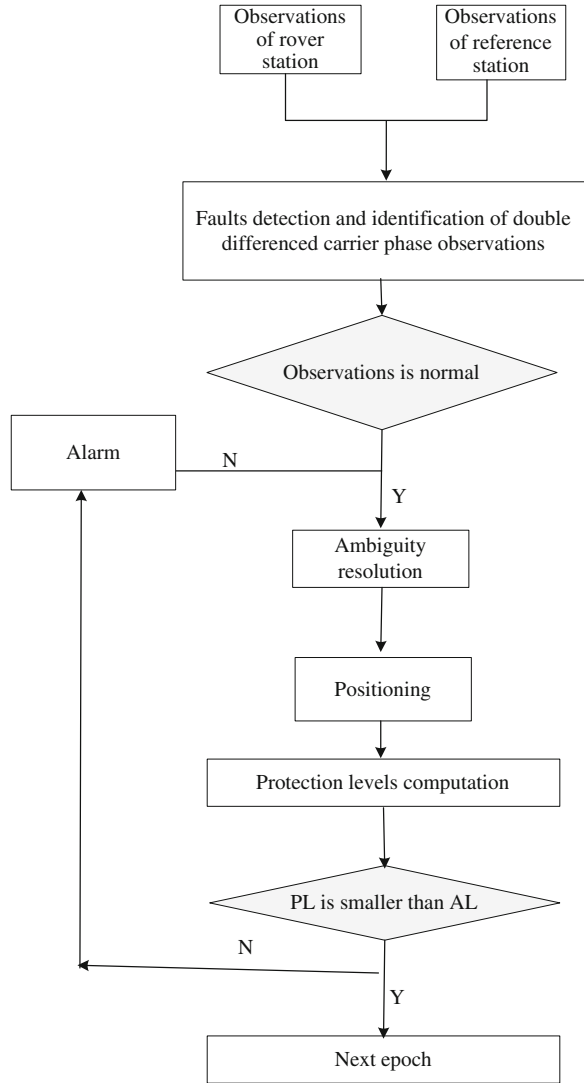 Observations
of rover
station
Observations
of reference
station
Faults detection and identification of double
differenced carrier phase observations
Observations is normal
Alarm
N
Y
Ambiguity
resolution
Positioning
Protection levels computation
PL is smaller than AL
N
Y
Next epoch